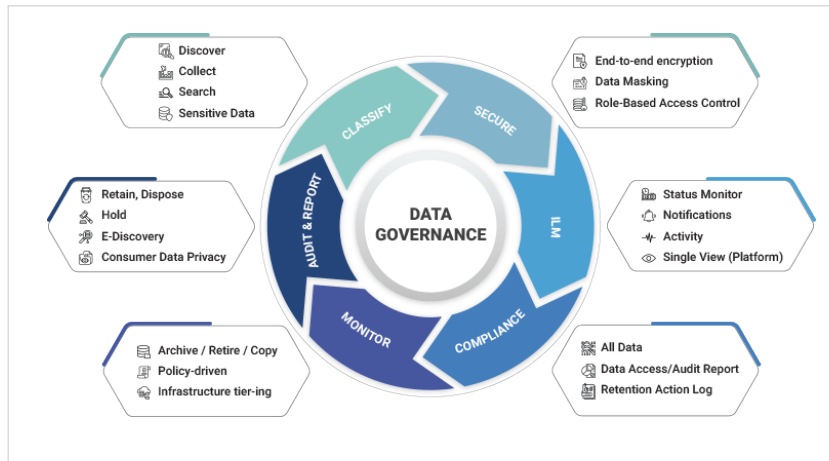 Discover
Collect
Search
Sensitive Data
End-to-end encryption
Data Masking
Role-Based Access Control
CLASSIFY
SECURE
Retain, Dispose
Hold
E-Discovery
Consumer Data Privacy
AUDIT & REPORT
DATA
GOVERNANCE
ILM
Status Monitor
Notifications
Activity
Single View (Platform)
MONITOR
COMPLIANCE
Archive / Retire / Copy
Policy-driven
Infrastructure tier-ing
All Data
Data Access/Audit Report
Retention Action Log